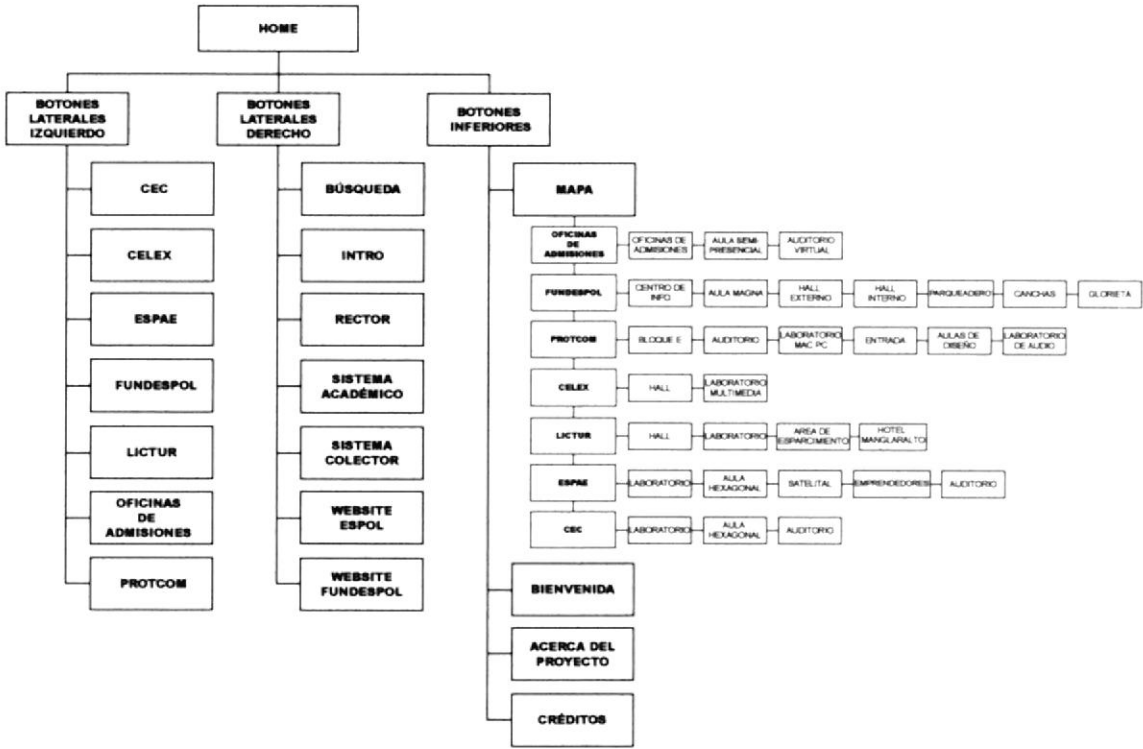 HOME
BOTONES
LATERALES
IZQUIERDO
BOTONES
LATERALES
DERECHO
BOTONES
INFERIORES
CEC
CELEX
ESPAE
FUNDESPOL
LICTUR
OFICINAS
DE
ADMISIONES
PROTCOM
BÚSQUEDA
INTRO
RECTOR
SISTEMA
ACADÉMICO
SISTEMA
COLECTOR
WEBSITE
ESPOL
WEBSITE
FUNDESPOL
MAPA
OFICINAS
DE
ADMISIONES
OFICINAS DE
ADMISIONES
AULA SEMI-
PRESENCIAL
AUDITORIO
VIRTUAL
FUNDESPOL
CENTRO DE
INFO
AULA MAGNA
HALL
EXTERNO
HALL
INTERNO
PARQUEADERO
CANCHAS
GLORIETA
PROTCOM
BLOQUE E
AUDITORIO
LABORATORIO
MAC PC
ENTRADA
AULAS DE
DISEÑO
LABORATORIO
DE AUDIO
CELEX
HALL
LABORATORIO
MULTIMEDIA
LICTUR
HALL
LABORATORIO
AREA DE
ESPARCIMIENTO
HOTEL
MANGLARALTO
ESPAE
LABORATORIO
AULA
HEXAGONAL
SATELITAL
EMPRENDEDORES
AUDITORIO
CEC
LABORATORIO
AULA
HEXAGONAL
AUDITORIO
BIENVENIDA
ACERCA DEL
PROYECTO
CRÉDITOS